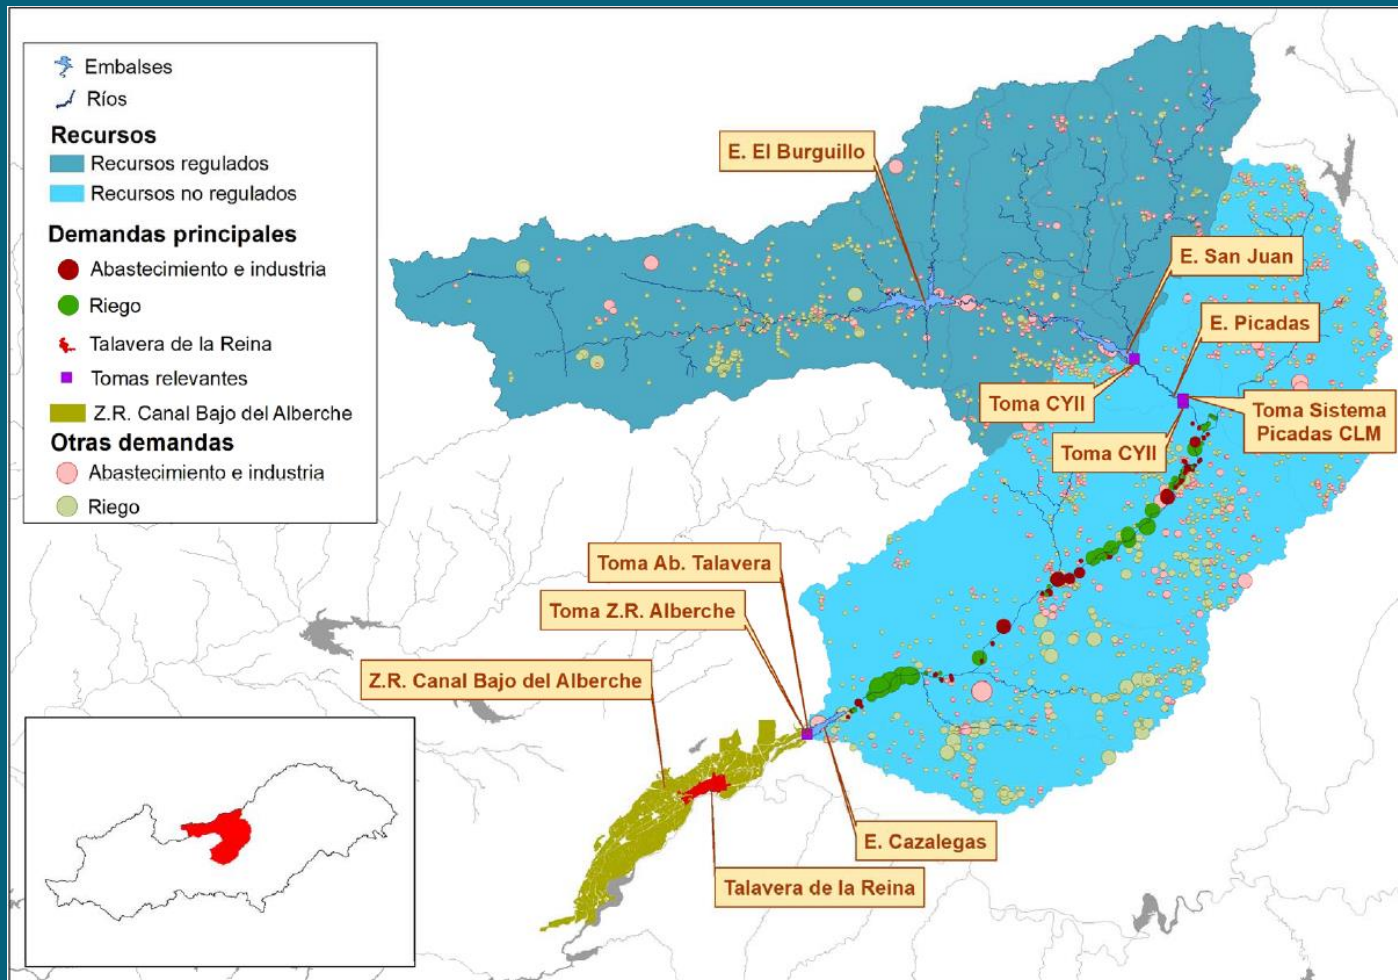 Embalses
Ríos
Recursos
Recursos regulados
Recursos no regulados
Demandas principales
Abastecimiento e industria
Riego
Talavera de la Reina
Tomas relevantes
Z.R. Canal Bajo del Alberche
Otras demandas
Abastecimiento e industria
Riego
E. El Burguillo
E. San Juan
E. Picadas
Toma CYII
Toma Sistema
Picadas CLM
Toma CYII
Toma Ab. Talavera
Toma Z.R. Alberche
Z.R. Canal Bajo del Alberche
E. Cazalegas
Talavera de la Reina